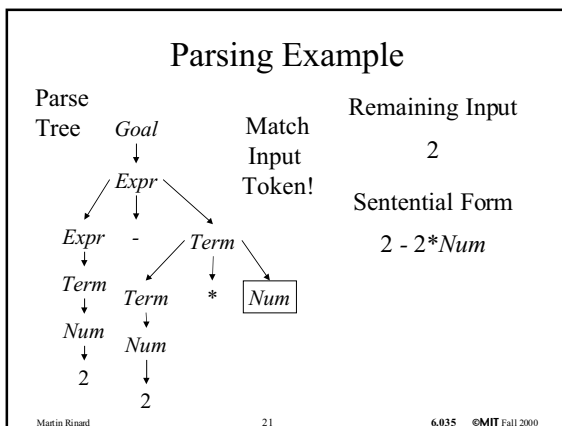 Parsing Example
Parse
Tree
Goal
Match
Input
Token!
Remaining Input
2
Expr
Sentential Form
2 - 2*Num
Expr - Term
Term Term * Num
Num Num
2
2
Martin Rinard 21 6.035 ©MIT Fall 2000